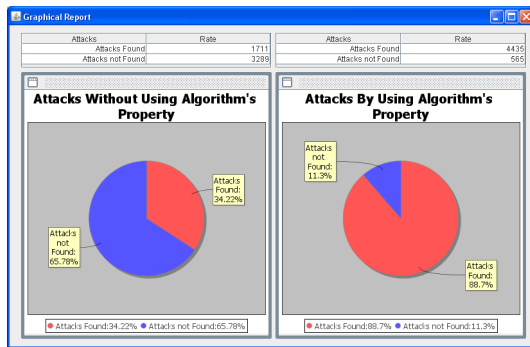 Graphical Report
Attacks Rate
Attacks Found 1711
Attacks not Found 3289
Attacks Rate
Attacks Found 4435
Attacks not Found 565
Attacks Without Using Algorithm's
Property
Attacks
Found:
34.22%
Attacks
not
Found:
65.78%
Attacks Found:34.22% Attacks not Found:65.78%
Attacks By Using Algorithm's
Property
Attacks
not
Found:
11.3%
Attacks
Found:
88.7%
Attacks Found:88.7% Attacks not Found:11.3%